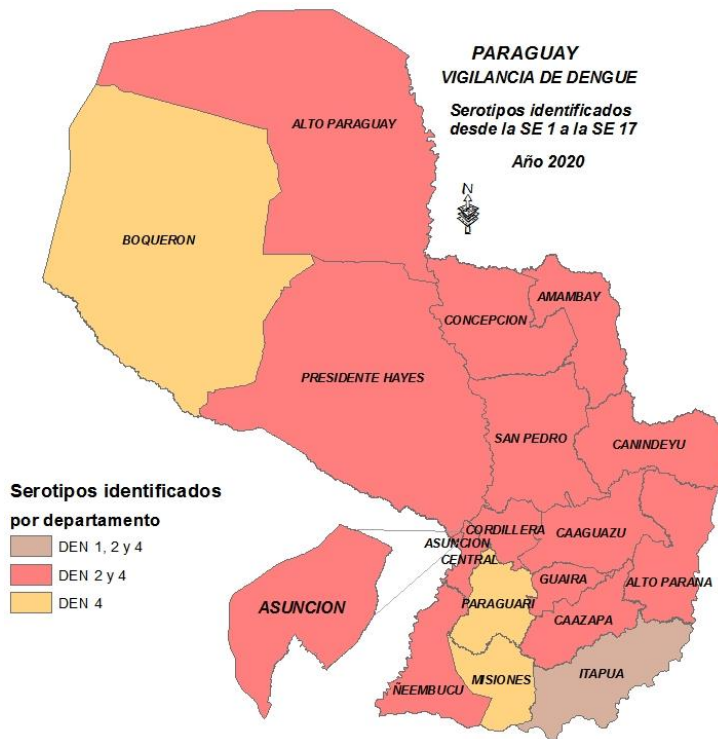 PARAGUAY
VIGILANCIA DE DENGUE
Serotipos identificados
desde la SE 1 a la SE 17
Año 2020
N
ALTO PARAGUAY
BOQUERON
AMAMBAY
CONCEPCION
PRESIDENTE HAYES
SAN PEDRO
CANINDEYU
Serotipos identificados
por departamento
DEN 1, 2 y 4
DEN 2 y 4
DEN 4
CORDILLERA
CAAGUAZU
ASUNCION
CENTRAL
GUAIRA
ALTO PARANA
ASUNCION
PARAGUARI
CAAZAPA
ITAPUA
MISIONES
ÑEEMBUCU